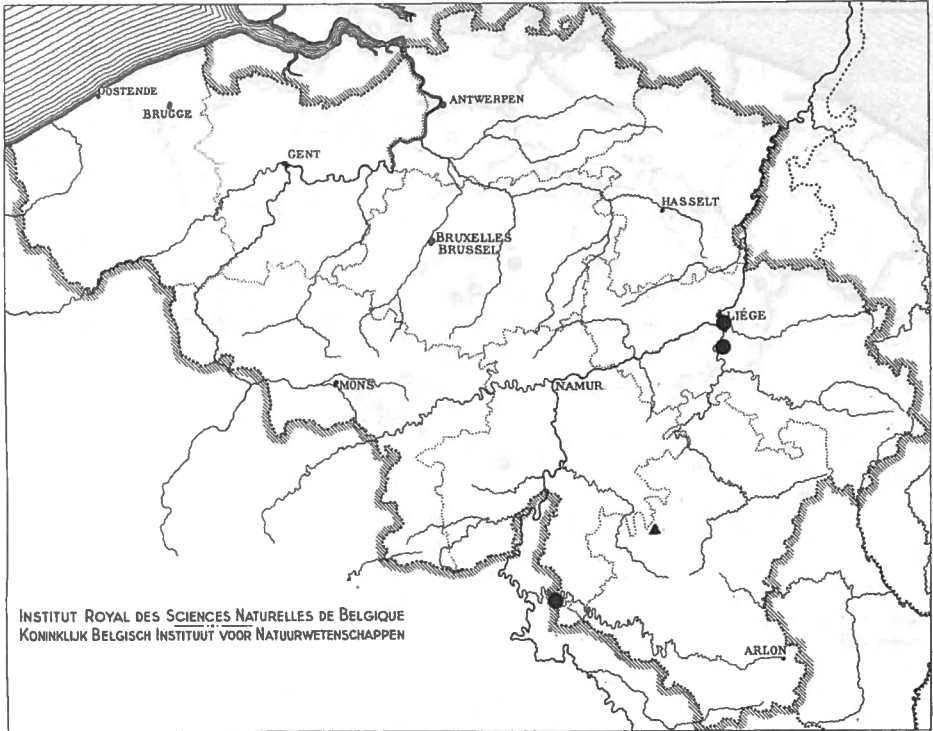 OOSTENDE
BRUGGE
ANTWERPEN
GENT
HASSELT
BRUXELLES
BRUSSEL
LIÉGE
MONS
NAMUR
ARLON
INSTITUT ROYAL DES SCIENCES NATURELLES DE BELGIQUE
KONINKLIJK BELGISCH INSTITUUT VOOR NATUURWETENSCHAPPEN